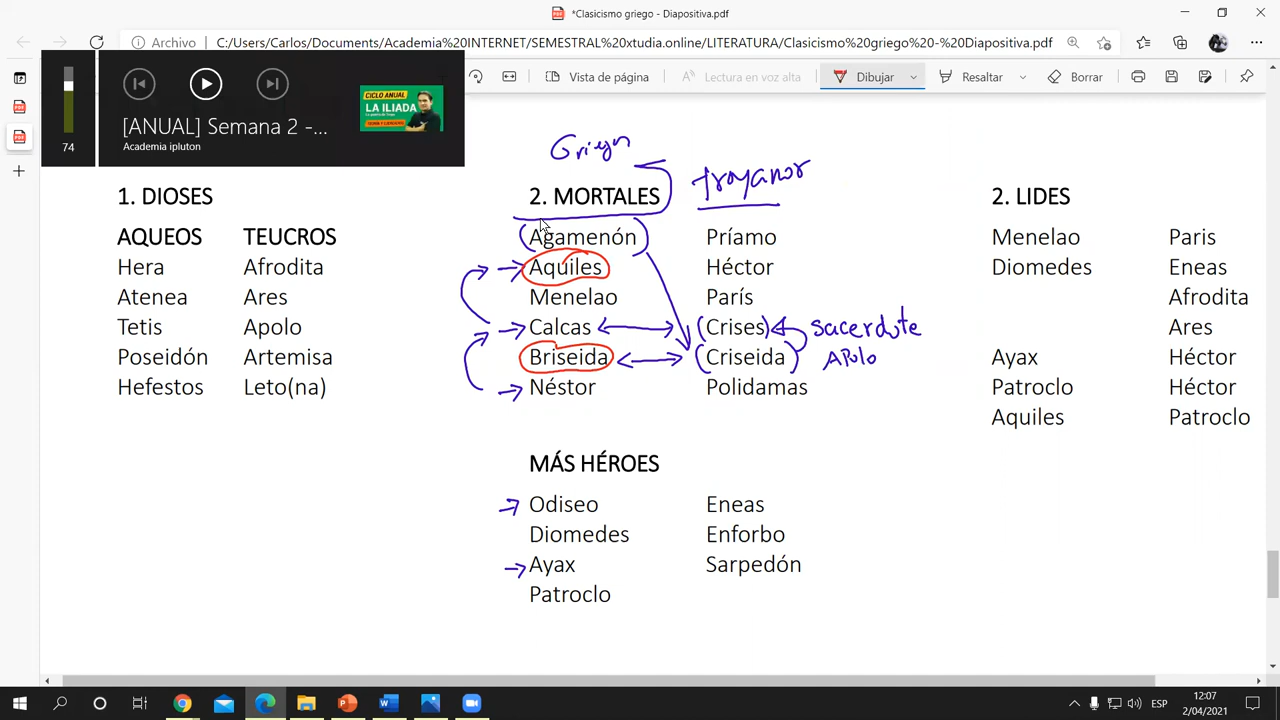 *Clasicismo griego - Diapositiva.pdf
Archivo C:/Users/Carlos/Documents/Academia%20INTERNET/SEMESTRAL%20xtudia.online/LITERATURA/Clasicismo%20griego%20-%20Diapositiva.pdf
Vista de página Lectura en voz alta Dibujar Resaltar Borrar
CICLO ANUAL
LA ILIADA
[ANUAL] Semana 2 -...
Academia ipluton
74
Griegn
troyanor
1. DIOSES 2. MORTALES 2. LIDES
AQUEOS TEUCROS Agamenón Príamo Menelao Paris
Hera Afrodita Aquiles Héctor Diomedes Eneas
Atenea Ares Menelao París Afrodita
Tetis Apolo Calcas (Crises) sacerdote Ares
Poseidón Artemisa Briseida (Criseida) APolo Ayax Héctor
Hefestos Leto(na) Néstor Polidamas Patroclo Héctor
Aquiles Patroclo
MÁS HÉROES
Odiseo Eneas
Diomedes Enforbo
Ayax Sarpedón
Patroclo
ESP
12:07
2/04/2021